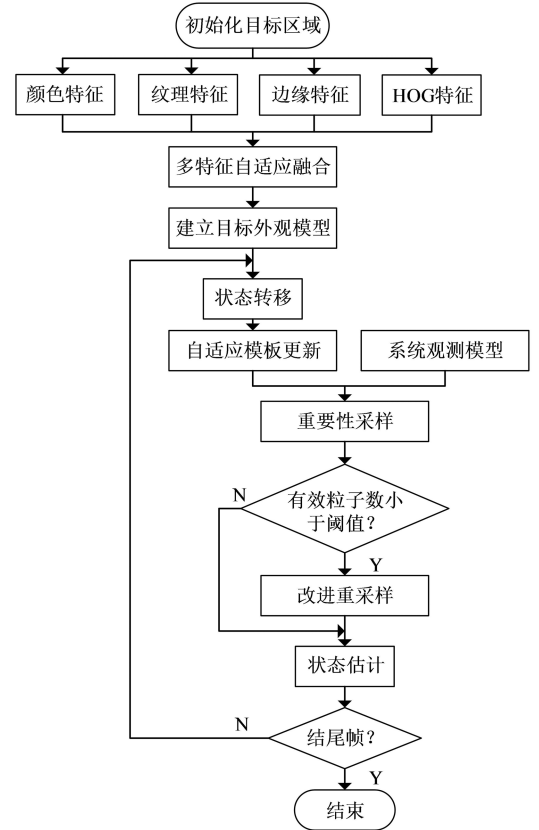 初始化目标区域
颜色特征
纹理特征
边缘特征
HOG特征
多特征自适应融合
建立目标外观模型
状态转移
自适应模板更新
系统观测模型
重要性采样
N
有效粒子数小
于阈值?
Y
改进重采样
状态估计
N
结尾帧?
Y
结束